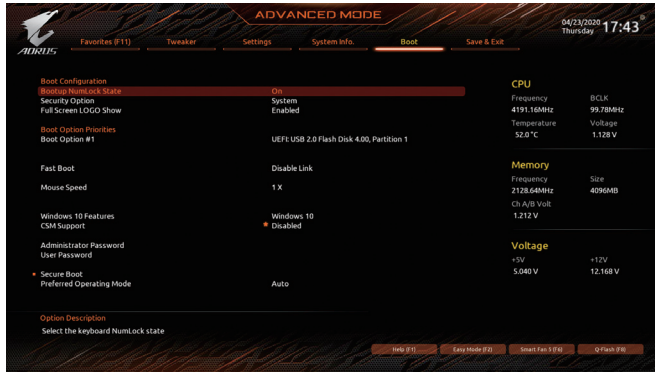 ADVANCED MODE
04/23/2020 Thursday 17:43
AORUS
Favorites (F11) Tweaker Settings System Info. Boot Save & Exit
Boot Configuration
Bootup NumLock State On
Security Option System
Full Screen LOGO Show Enabled
Boot Option Priorities
Boot Option #1 UEFI: USB 2.0 Flash Disk 4.00, Partition 1
Fast Boot Disable Link
Mouse Speed 1 X
Windows 10 Features Windows 10
CSM Support Disabled
Administrator Password
User Password
Secure Boot
Preferred Operating Mode Auto
Option Description
Select the keyboard NumLock state
CPU
Frequency BCLK
4191.16MHz 99.78MHz
Temperature Voltage
52.0 °C 1.128 V
Memory
Frequency Size
2128.64MHz 4096MB
Ch A/B Volt
1.212 V
Voltage
+5V +12V
5.040 V 12.168 V
Help (F1) Easy Mode (F2) Smart Fan 5 (F6) Q-Flash (F8)